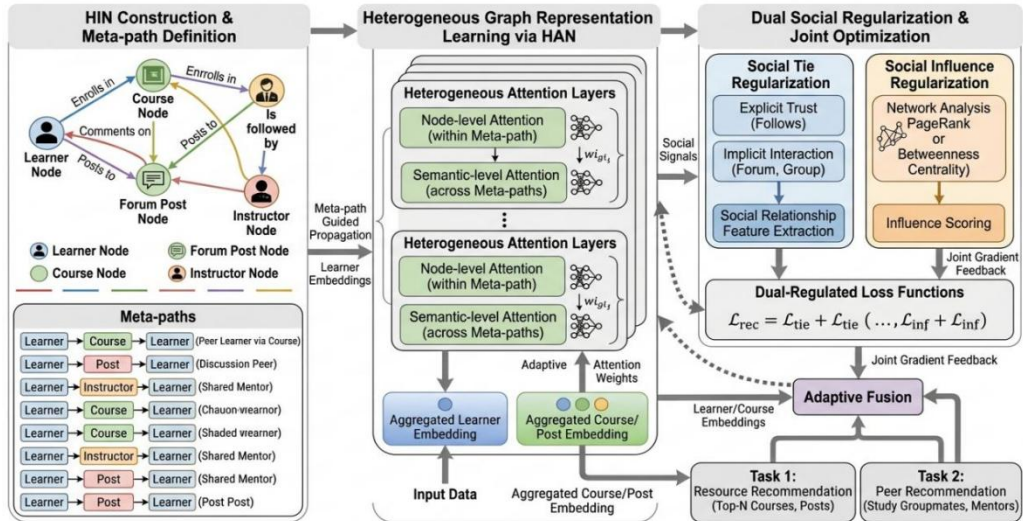 HIN Construction &
Meta-path Definition
Enrolls in
Enrrolls in
Course
Node
Is
followed
by
Learner
Node
Comments on
Posts to
Posts to
Forum Post
Node
Instructor
Node
Learner Node
Forum Post Node
Course Node
Instructor Node
Meta-paths
Learner Course Learner (Peer Learner via Course)
Learner Post Learner (Discussion Peer)
Learner Instructor Learner (Shared Mentor)
Learner Course Learner (Chauon-wearnor)
Learner Course Learner (Shaded wearner)
Learner Instructor Learner (Shared Mentor)
Learner Post Learner (Shared Mentor)
Learner Post Learner (Post Post)
Meta-path
Guided
Propagation
Learner
Embeddings
Heterogeneous Graph Representation
Learning via HAN
Heterogeneous Attention Layers
Node-level Attention
(within Meta-path)
Semantic-level Attention
(across Meta-paths)
Heterogeneous Attention Layers
Node-level Attention
(within Meta-path)
Semantic-level Attention
(across Meta-paths)
Adaptive
Attention
Weights
Aggregated Learner
Embedding
Aggregated Course/
Post Embedding
Input Data
Aggregated Course/Post
Embedding
Social
Signals
Learner/Course
Embeddings
Dual Social Regularization &
Joint Optimization
Social Tie
Regularization
Explicit Trust
(Follows)
Implicit Interaction
(Forum, Group)
Social Relationship
Feature Extraction
Social Influence
Regularization
Network Analysis
PageRank
or
Betweenness
Centrality)
Influence Scoring
Joint Gradient
Feedback
Dual-Regulated Loss Functions
ℒrec = ℒtie + ℒtie (...,ℒinf + ℒinf)
Joint Gradient Feedback
Adaptive Fusion
Task 1:
Resource Recommendation
(Top-N Courses, Posts)
Task 2:
Peer Recommendation
(Study Groupmates, Mentors)